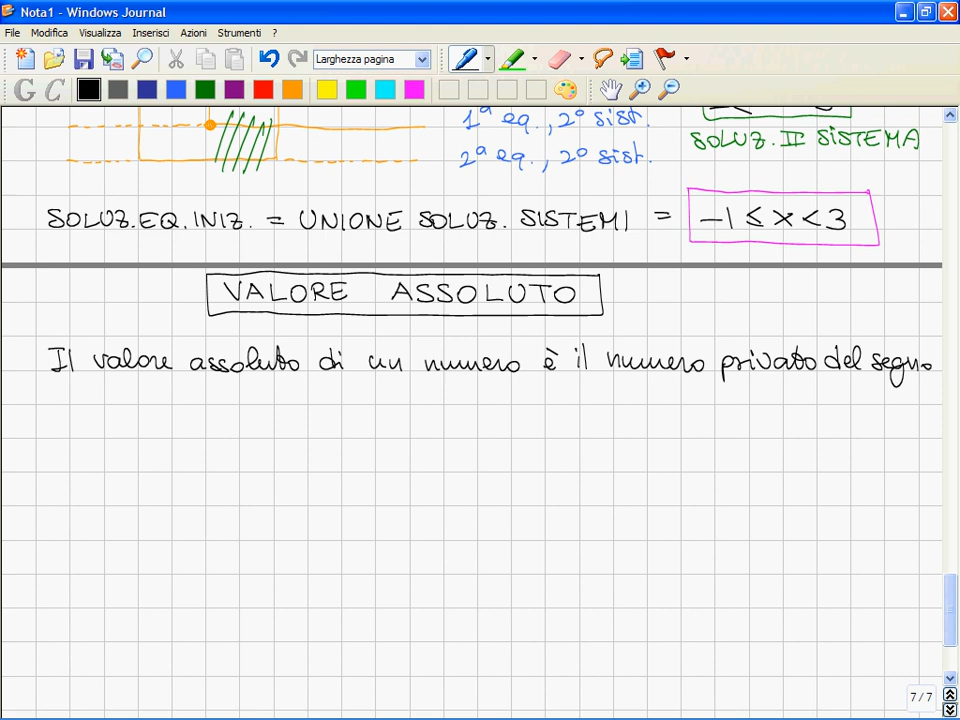 Nota1 - Windows Journal
File Modifica Visualizza Inserisci Azioni Strumenti ?
Larghezza pagina
G C
1ª eq., 2º sist.
2ª eq., 2º sist.
SOLUZ. II SISTEMA
SOLUZ.EQ.INIZ. = UNIONE SOLUZ. SISTEMI = -1 ≤ x < 3
VALORE ASSOLUTO
Il valore assoluto di un numero è il numero privato del segno
7 / 7